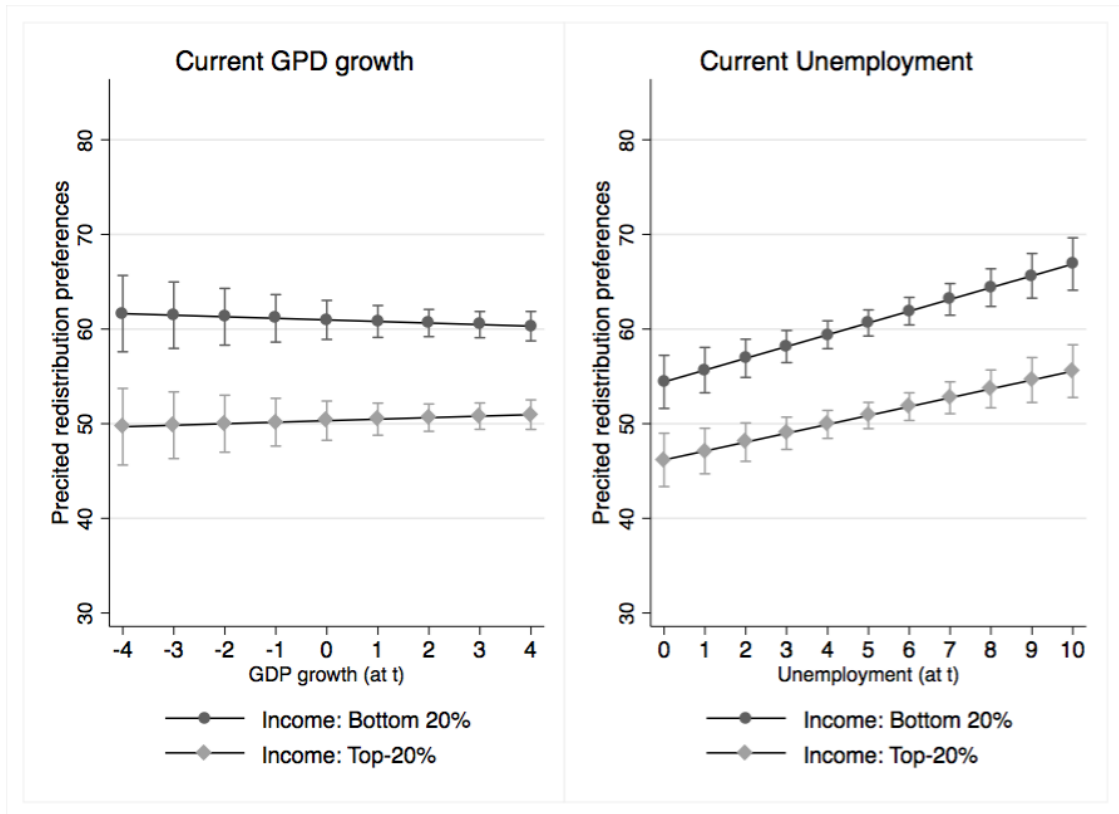 Current GPD growth
Precited redistribution preferences
80
70
60
50
40
30
-4 -3 -2 -1 0 1 2 3 4
GDP growth (at t)
Income: Bottom 20%
Income: Top-20%
Current Unemployment
Precited redistribution preferences
80
70
60
50
40
30
0 1 2 3 4 5 6 7 8 9 10
Unemployment (at t)
Income: Bottom 20%
Income: Top-20%